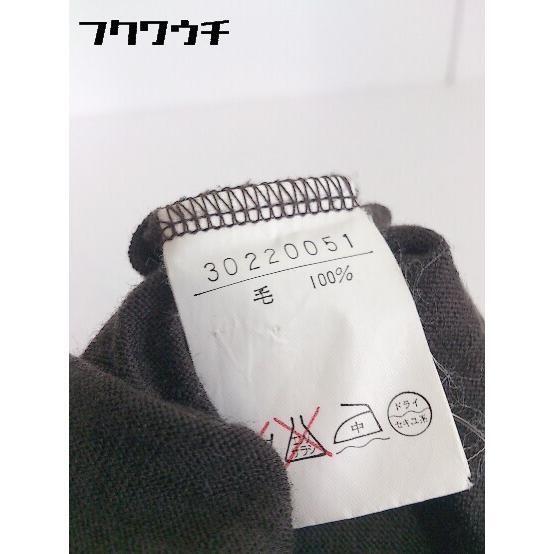 フクワウチ
30220051
毛 100%
中
ドライ
セキユ系